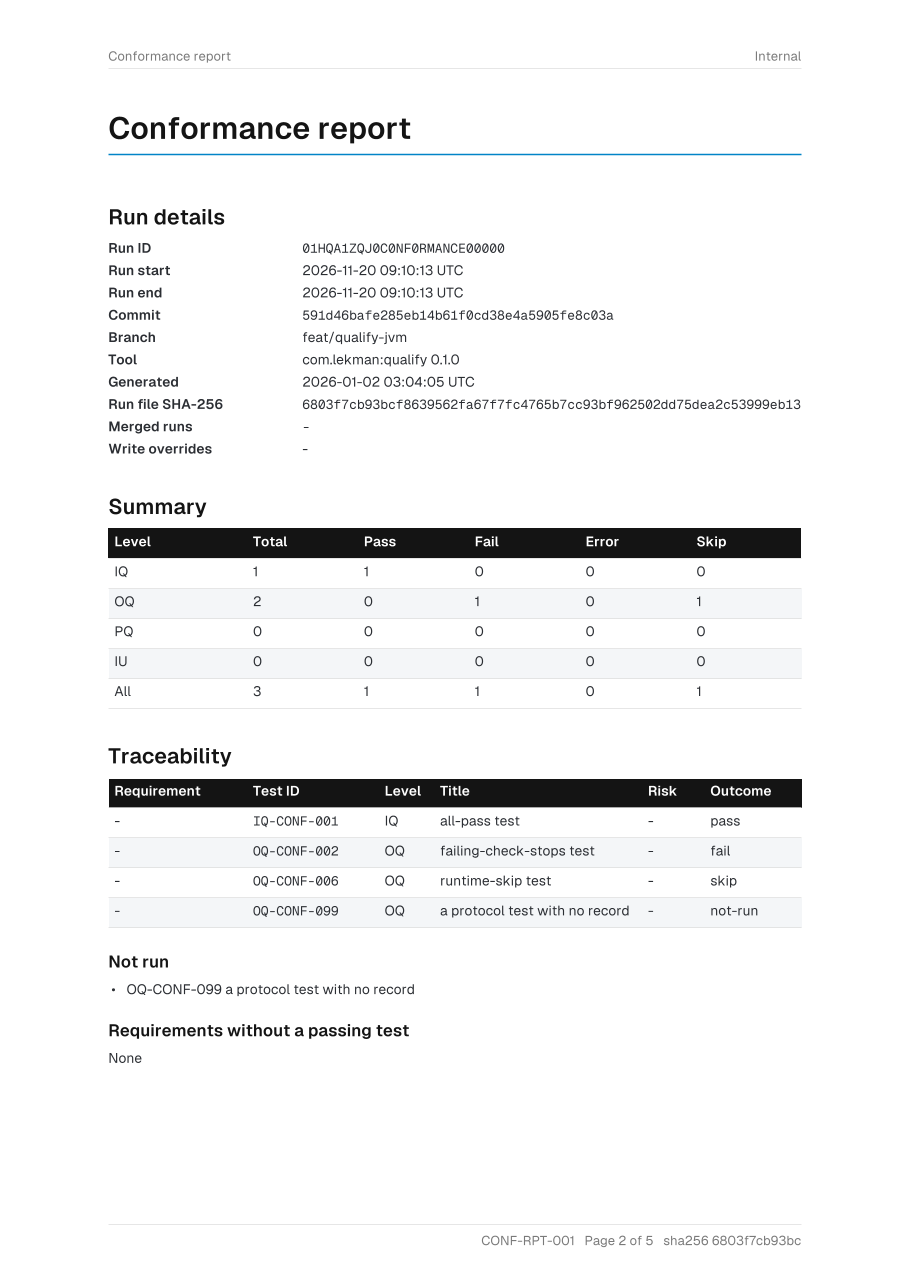 Conformance report Internal
Conformance report
Run details
Run ID 01HQA1ZQJ0C0NF0RMANCE00000
Run start 2026-11-20 09:10:13 UTC
Run end 2026-11-20 09:10:13 UTC
Commit 591d46bafe285eb14b61f0cd38e4a5905fe8c03a
Branch feat/qualify-jvm
Tool com.lekman:qualify 0.1.0
Generated 2026-01-02 03:04:05 UTC
Run file SHA-256 6803f7cb93bcf8639562fa67f7fc4765b7cc93bf962502dd75dea2c53999eb13
Merged runs -
Write overrides -
Summary
Level Total Pass Fail Error Skip
IQ 1 1 0 0 0
OQ 2 0 1 0 1
PQ 0 0 0 0 0
IU 0 0 0 0 0
All 3 1 1 0 1
Traceability
Requirement Test ID Level Title Risk Outcome
- IQ-CONF-001 IQ all-pass test - pass
- OQ-CONF-002 OQ failing-check-stops test - fail
- OQ-CONF-006 OQ runtime-skip test - skip
- OQ-CONF-099 OQ a protocol test with no record - not-run
Not run
• OQ-CONF-099 a protocol test with no record
Requirements without a passing test
None
CONF-RPT-001 Page 2 of 5 sha256 6803f7cb93bc